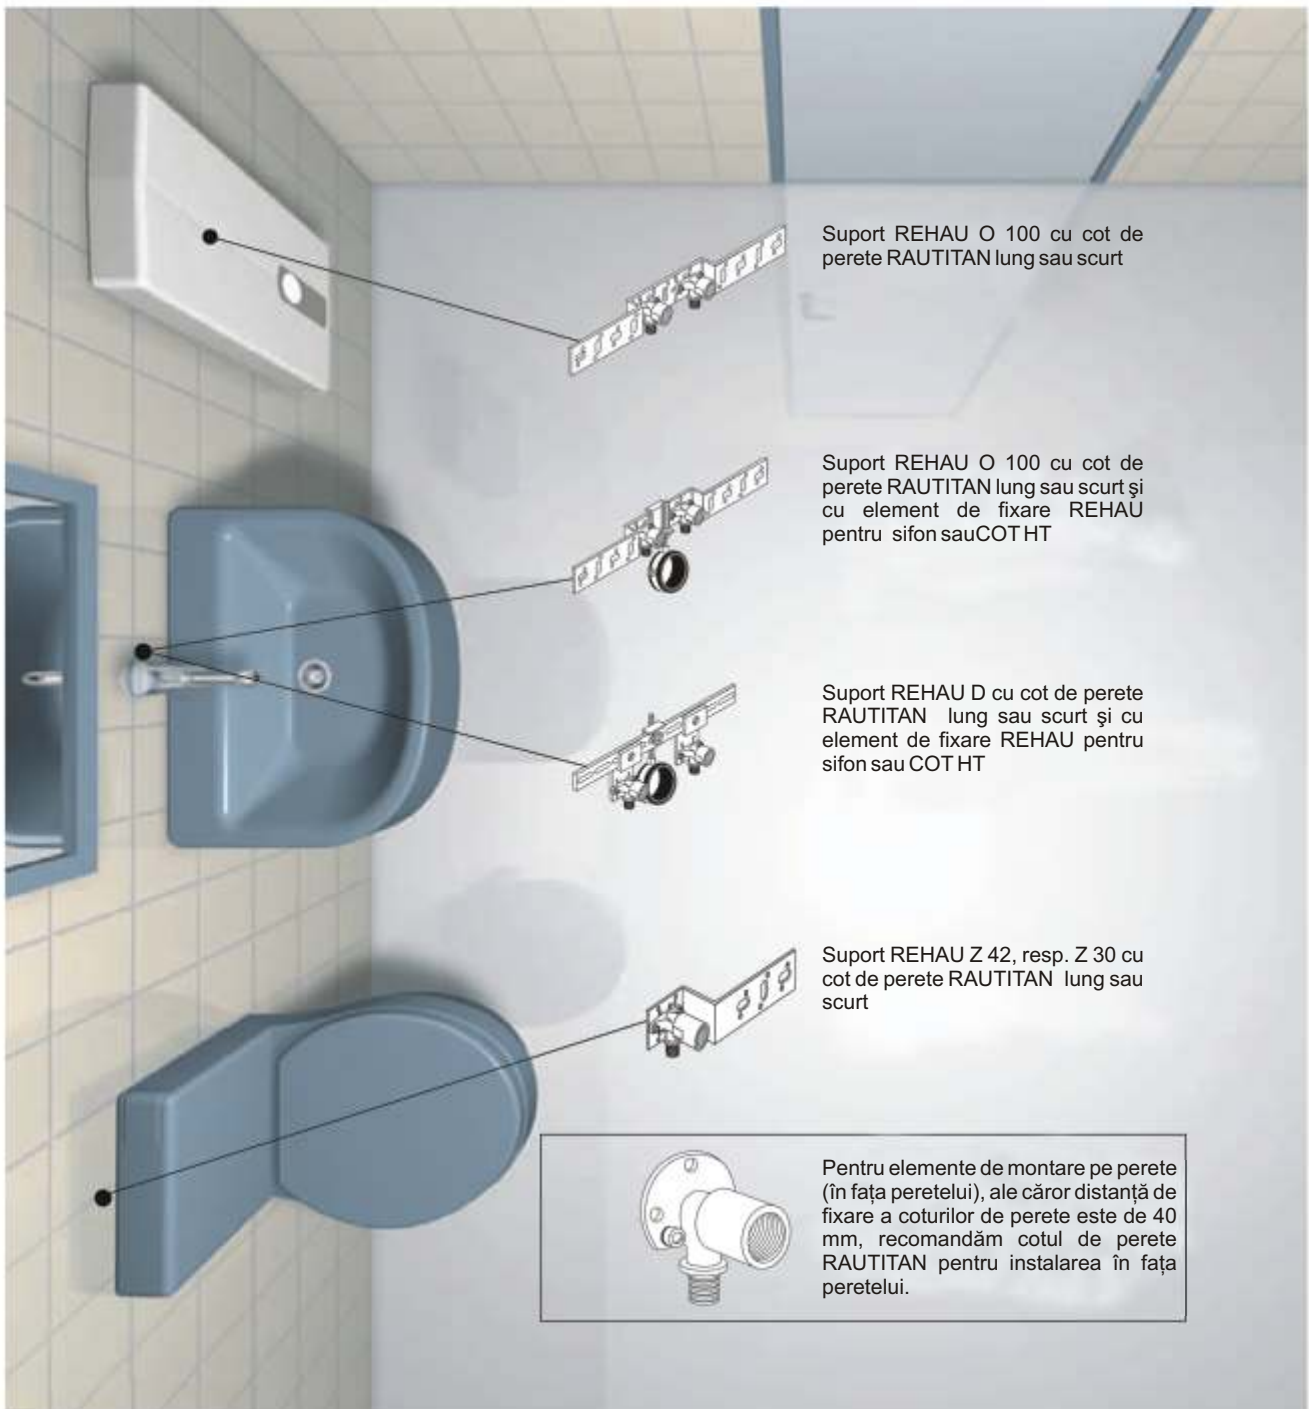 Suport REHAU O 100 cu cot de
perete RAUTITAN lung sau scurt
Suport REHAU O 100 cu cot de
perete RAUTITAN lung sau scurt şi
cu element de fixare REHAU
pentru sifon sauCOT HT
Suport REHAU D cu cot de perete
RAUTITAN lung sau scurt şi cu
element de fixare REHAU pentru
sifon sau COT HT
Suport REHAU Z 42, resp. Z 30 cu
cot de perete RAUTITAN lung sau
scurt
Pentru elemente de montare pe perete
(în faţa peretelui), ale căror distanţă de
fixare a coturilor de perete este de 40
mm, recomandăm cotul de perete
RAUTITAN pentru instalarea în faţa
peretelui.